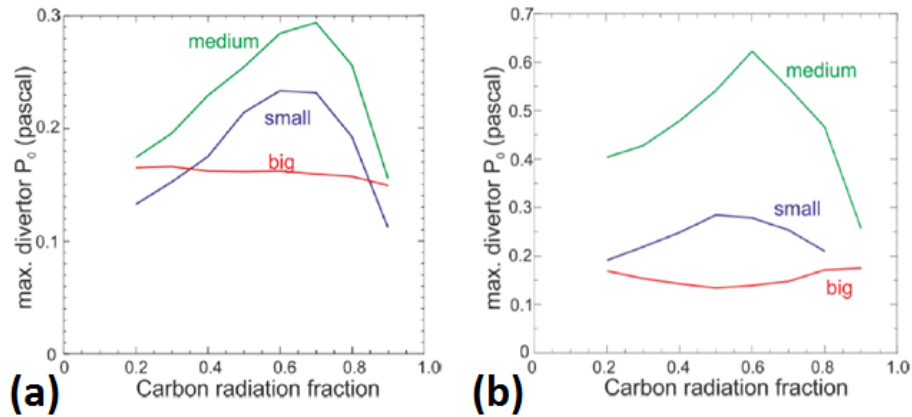 0.3
0.2
0.1
0
max. divertor P0 (pascal)
medium
small
big
0 0.2 0.4 0.6 0.8 1.0
Carbon radiation fraction
(a)
0.7
0.6
0.5
0.4
0.3
0.2
0.1
0
max. divertor P0 (pascal)
medium
small
big
0 0.2 0.4 0.6 0.8 1.0
Carbon radiation fraction
(b)